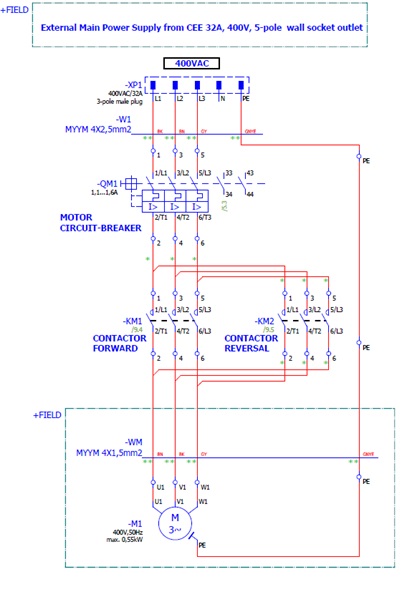 +FIELD
External Main Power Supply from CEE 32A, 400V, 5-pole wall socket outlet
400VAC
-XP1
400VAC/32A
3-pole male plug
L1 L2 L3 N PE
-W1
MYYM 4X2,5mm2
BN BK GY GNYE
1 3 5 PE
1/L1 3/L2 5/L3 33 43
-QM1
1,1...1,6A
I> I> I>
34 44
/5.3
2/T1 4/T2 6/T3
MOTOR
CIRCUIT-BREAKER
2 4 6
1 3 5 1 3 5
1/L1 3/L2 5/L3 1/L1 3/L2 5/L3
-KM1 -KM2
/9.4 /9.5
2/T1 4/T2 6/L3 2/T1 4/T2 6/L3
CONTACTOR
FORWARD
CONTACTOR
REVERSAL
PE
2 4 6 2 4 6
+FIELD
-WM
MYYM 4X1,5mm2
BN BK GY GNYE
PE
U1 V1 W1
U1 V1 W1
-M1
400V,50Hz
max. 0,55kW
M
3~
PE